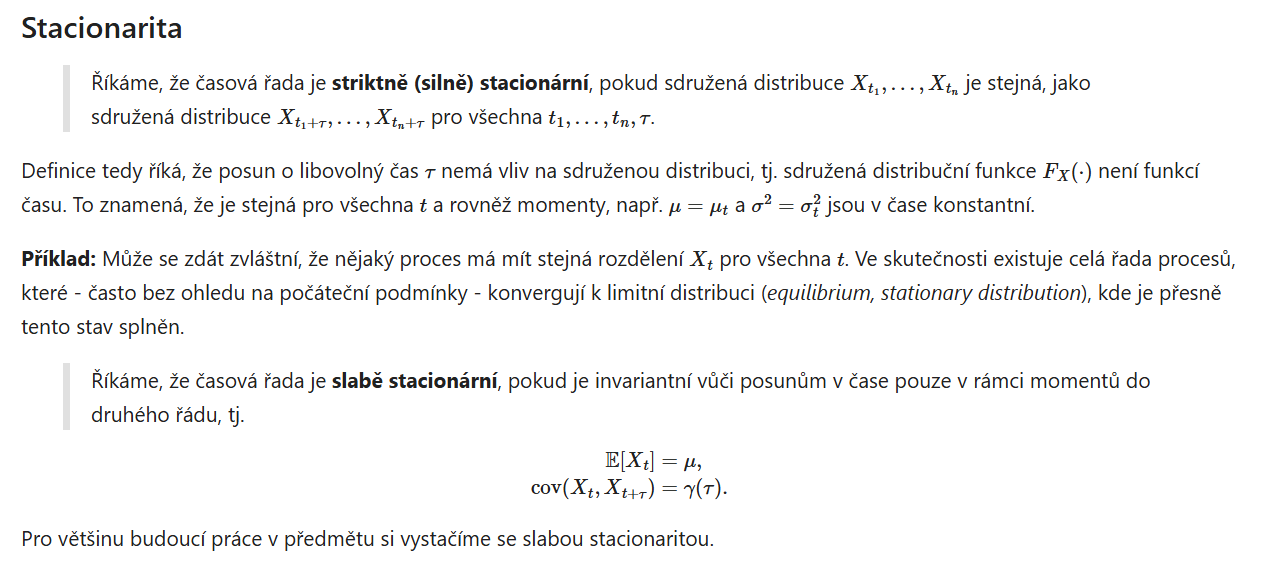 Stacionarita
Říkáme, že časová řada je striktně (silně) stacionární, pokud sdružená distribuce $X_{t_1}, \ldots, X_{t_n}$ je stejná, jako
sdružená distribuce $X_{t_1+\tau}, \ldots, X_{t_n+\tau}$ pro všechna $t_1, \ldots, t_n, \tau$.
Definice tedy říká, že posun o libovolný čas $\tau$ nemá vliv na sdruženou distribuci, tj. sdružená distribuční funkce $F_X(\cdot)$ není funkcí
času. To znamená, že je stejná pro všechna $t$ a rovněž momenty, např. $\mu = \mu_t$ a $\sigma^2 = \sigma_t^2$ jsou v čase konstantní.
Příklad: Může se zdát zvláštní, že nějaký proces má mít stejná rozdělení $X_t$ pro všechna $t$. Ve skutečnosti existuje celá řada procesů,
které - často bez ohledu na počáteční podmínky - konvergují k limitní distribuci (equilibrium, stationary distribution), kde je přesně
tento stav splněn.
Říkáme, že časová řada je slabě stacionární, pokud je invariantní vůči posunům v čase pouze v rámci momentů do
druhého řádu, tj.
$\mathbb{E}[X_t] = \mu,$
$\text{cov}(X_t, X_{t+\tau}) = \gamma(\tau).$
Pro většinu budoucí práce v předmětu si vystačíme se slabou stacionaritou.